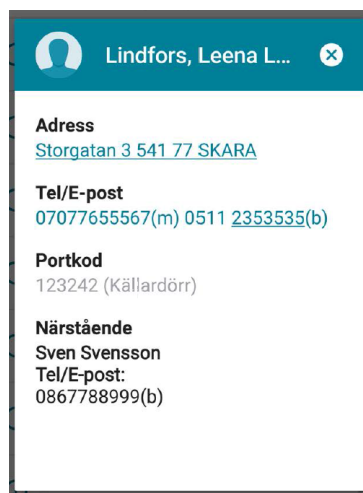 Lindfors, Leena L...
Adress
Storgatan 3 541 77 SKARA
Tel/E-post
07077655567(m) 0511 2353535(b)
Portkod
123242 (Källardörr)
Närstående
Sven Svensson
Tel/E-post:
0867788999(b)